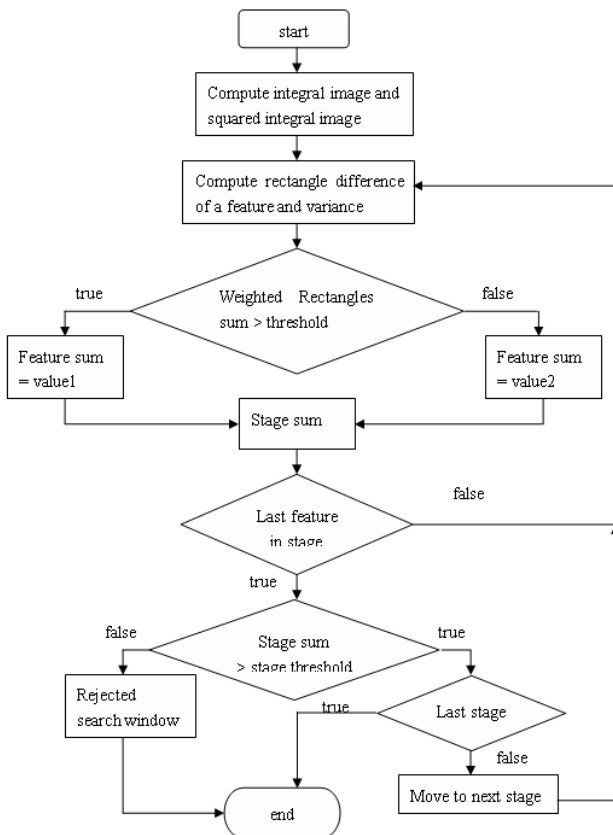 start
Compute integral image and
squared integral image
Compute rectangle difference
of a feature and variance
true
Weighted Rectangles
sum > threshold
false
Feature sum
= value1
Feature sum
= value2
Stage sum
false
Last feature
in stage
true
false
Stage sum
> stage threshold
true
Rejected
search window
true
Last stage
false
Move to next stage
end